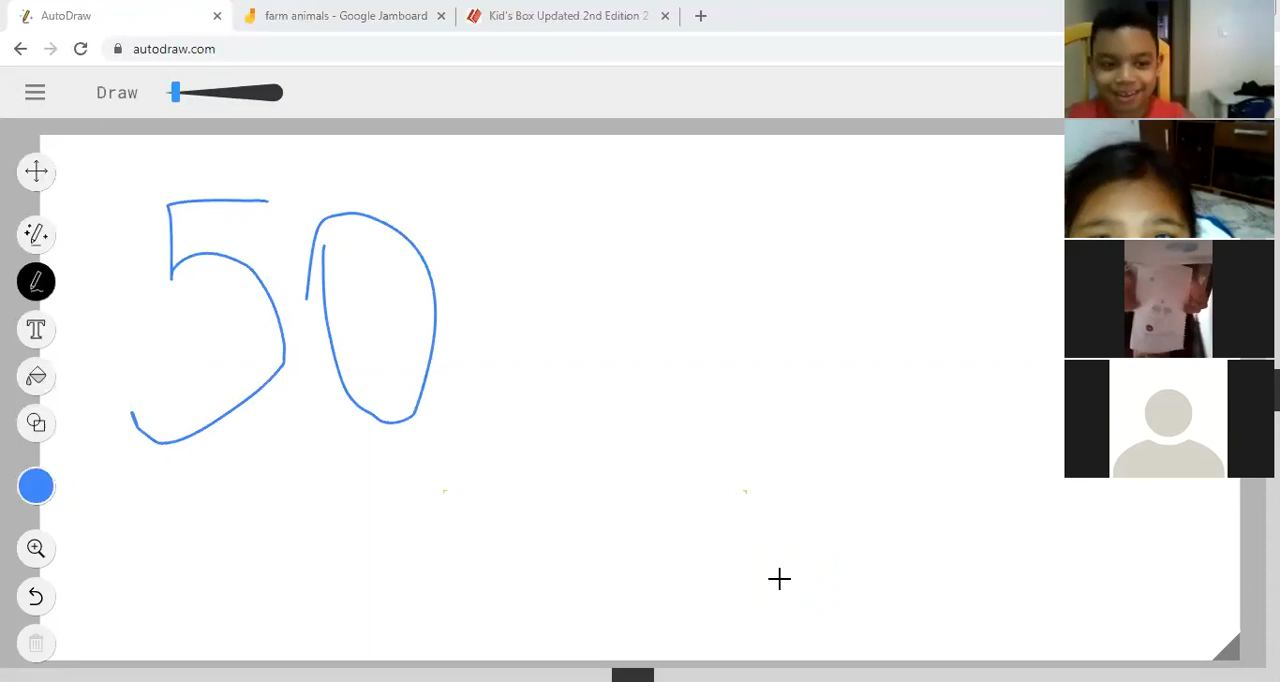 AutoDraw
farm animals - Google Jamboard
Kid's Box Updated 2nd Edition 2
autodraw.com
Draw
T
50